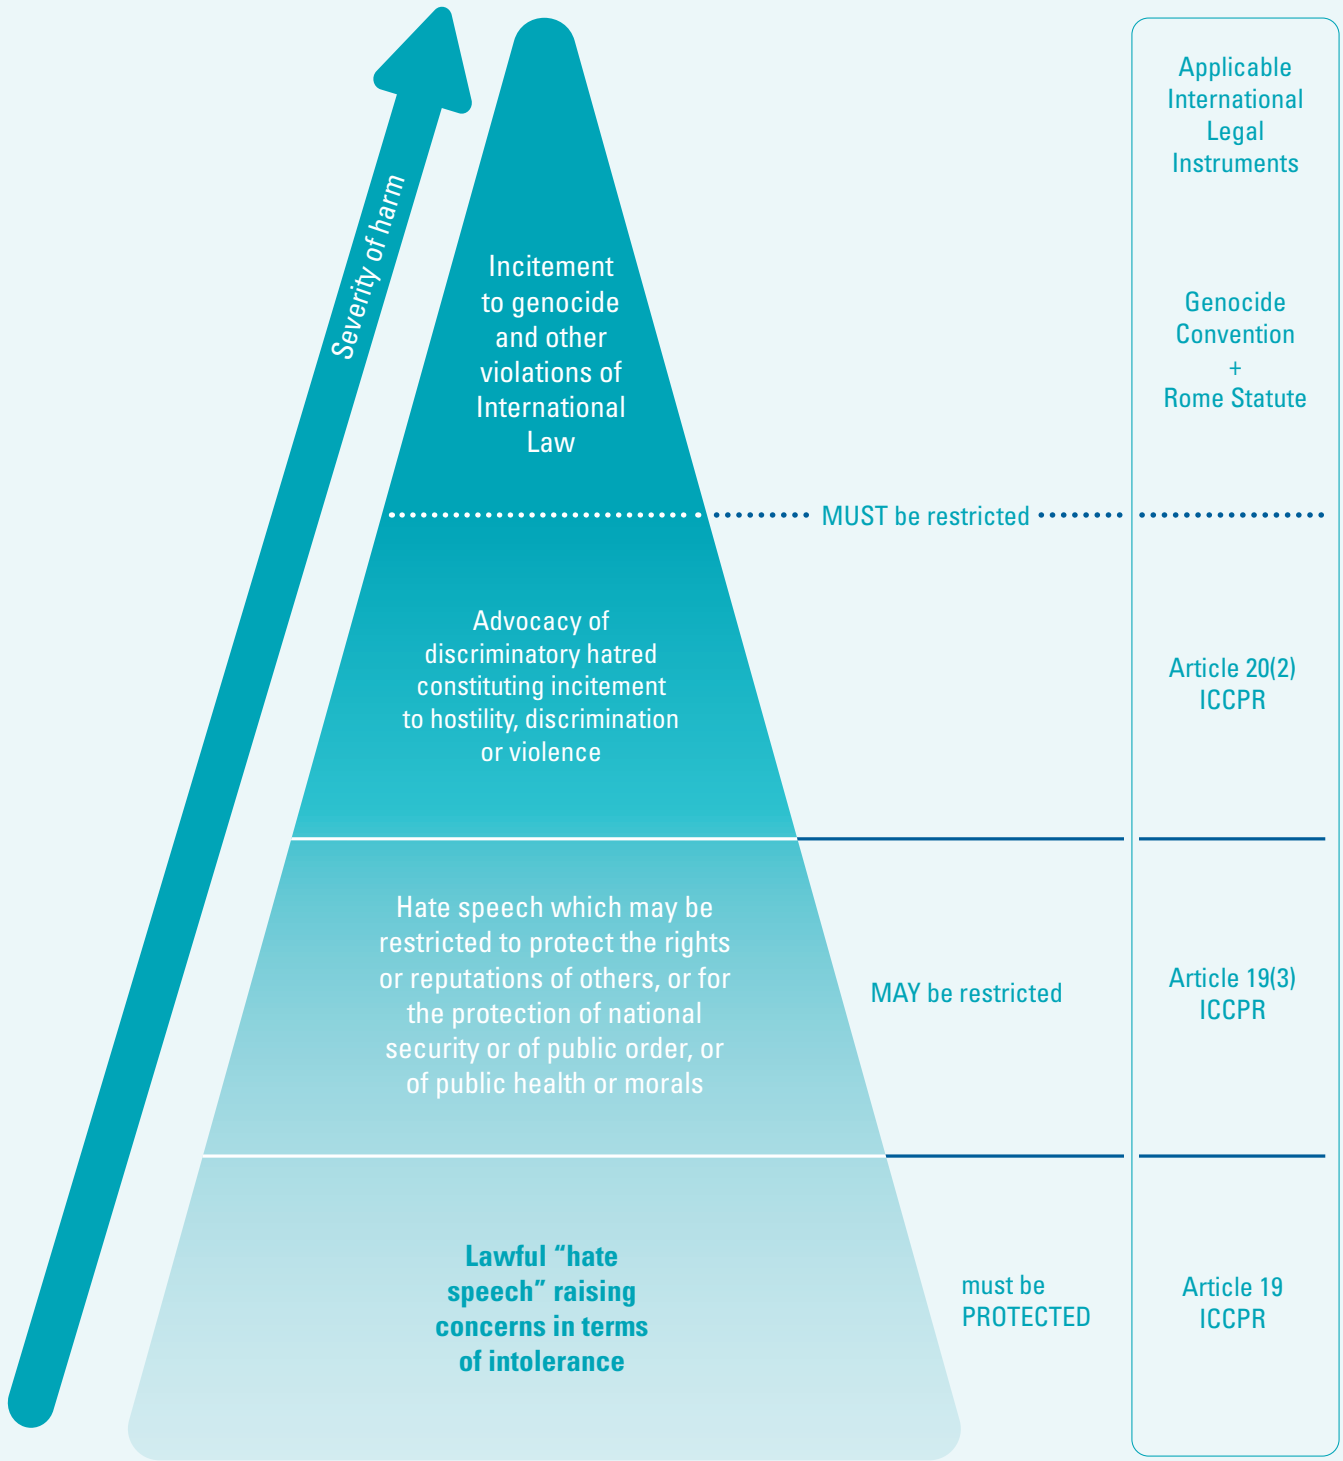 Severity of harm
Applicable
International
Legal
Instruments
Incitement
to genocide
and other
violations of
International
Law
Genocide
Convention
+
Rome Statute
MUST be restricted
Advocacy of
discriminatory hatred
constituting incitement
to hostility, discrimination
or violence
Article 20(2)
ICCPR
Hate speech which may be
restricted to protect the rights
or reputations of others, or for
the protection of national
security or of public order, or
of public health or morals
MAY be restricted
Article 19(3)
ICCPR
Lawful “hate
speech” raising
concerns in terms
of intolerance
must be
PROTECTED
Article 19
ICCPR